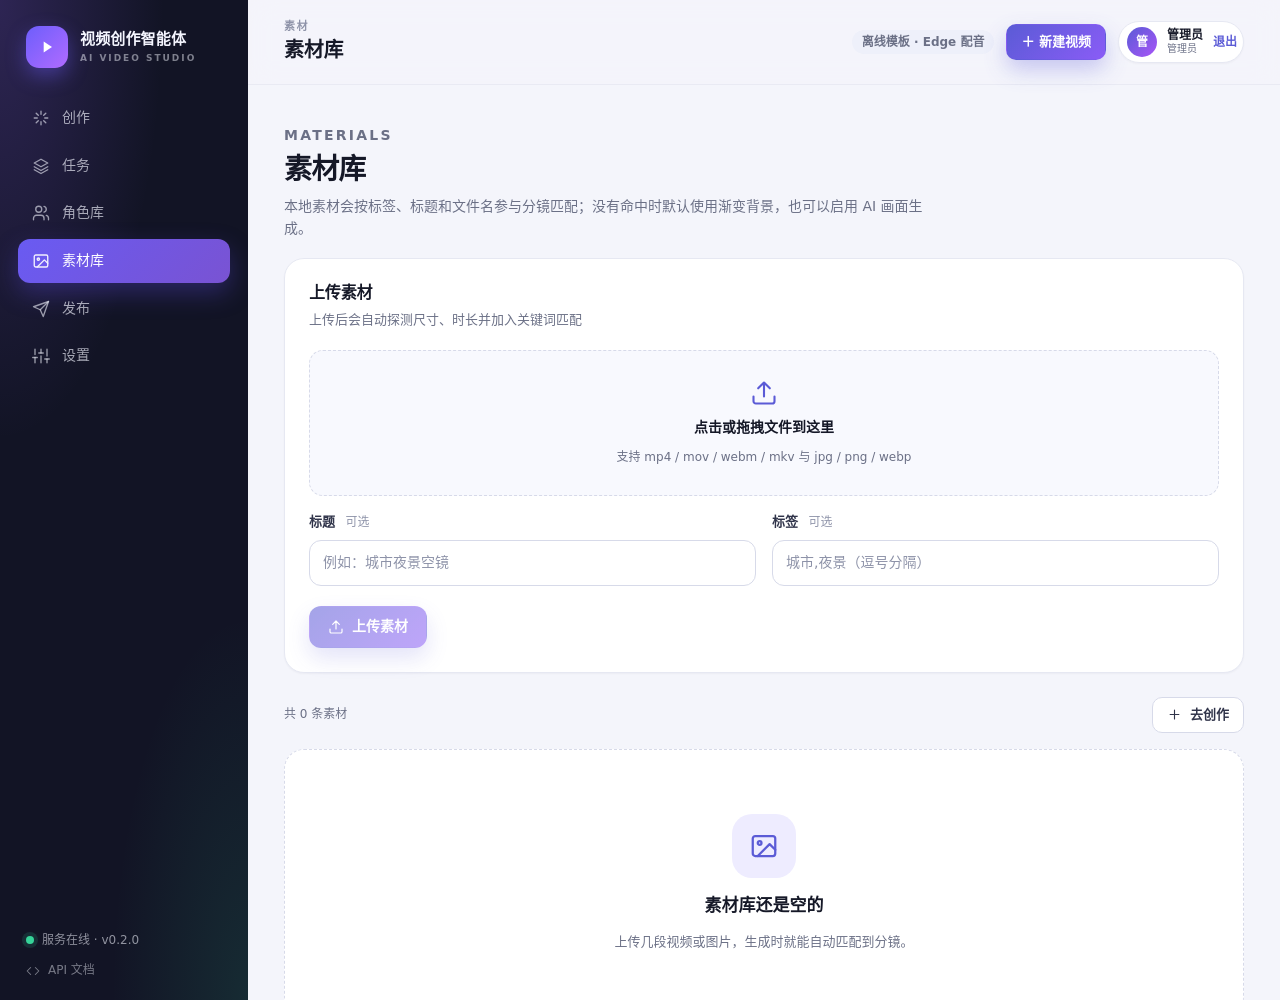 视频创作智能体
AI VIDEO STUDIO
创作
任务
角色库
素材库
发布
设置
服务在线 · v0.2.0
API 文档
素材
素材库
离线模板 · Edge 配音
+ 新建视频
管
管理员
管理员
退出
MATERIALS
素材库
本地素材会按标签、标题和文件名参与分镜匹配；没有命中时默认使用渐变背景，也可以启用 AI 画面生
成。
上传素材
上传后会自动探测尺寸、时长并加入关键词匹配
点击或拖拽文件到这里
支持 mp4 / mov / webm / mkv 与 jpg / png / webp
标题 可选
标签 可选
例如：城市夜景空镜
城市,夜景（逗号分隔）
上传素材
共 0 条素材
+ 去创作
素材库还是空的
上传几段视频或图片，生成时就能自动匹配到分镜。